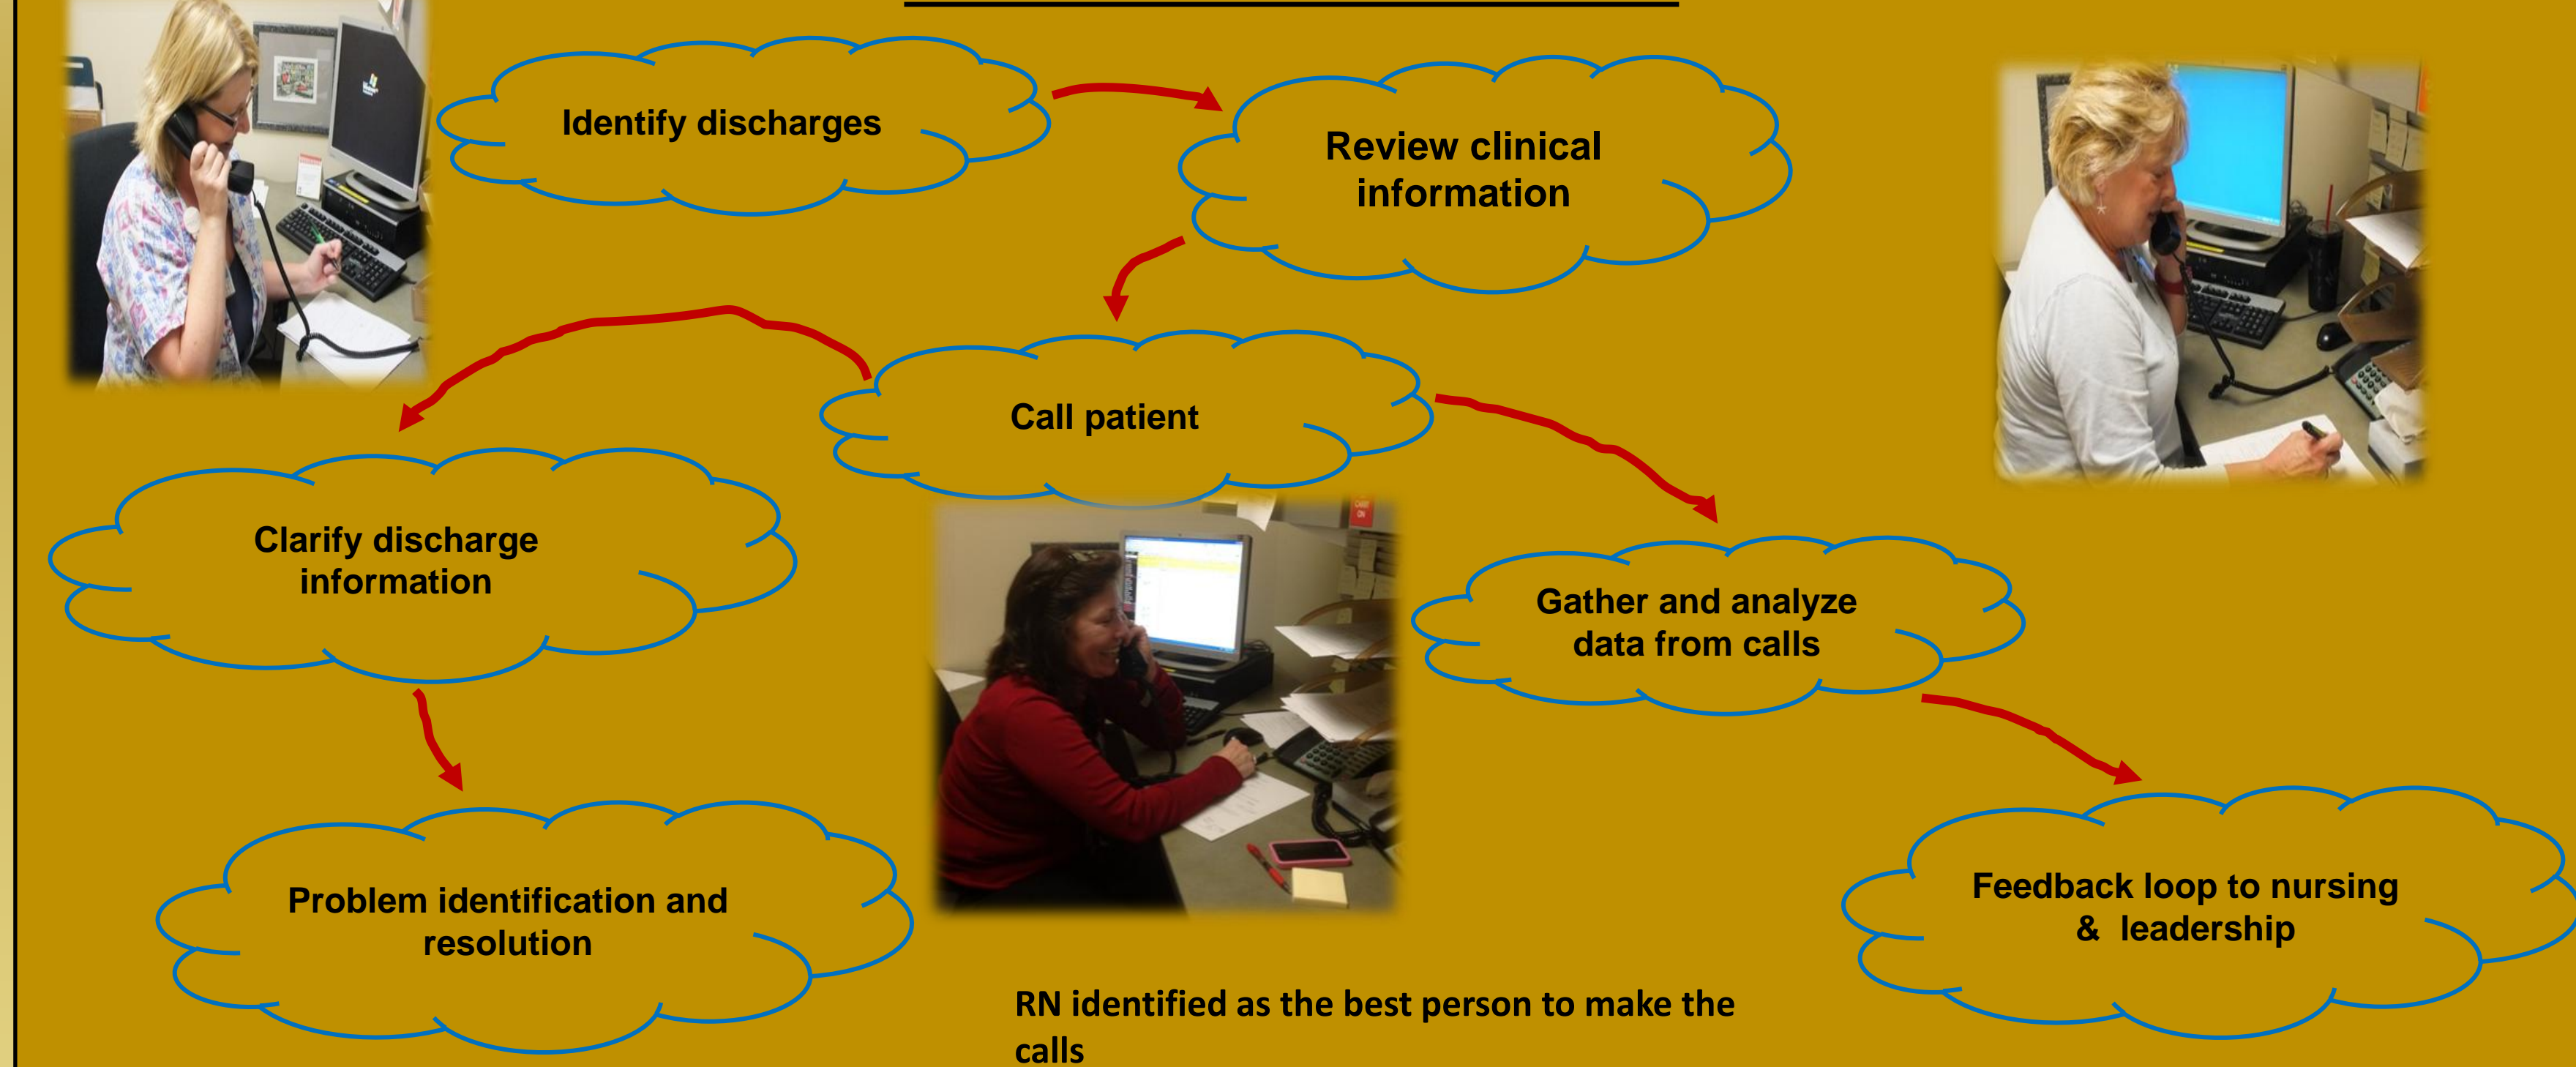 Identify discharges
Review clinical
information
Call patient
Clarify discharge
information
Gather and analyze
data from calls
Problem identification and
resolution
Feedback loop to nursing
&  leadership
RN identified as the best person to make the
calls